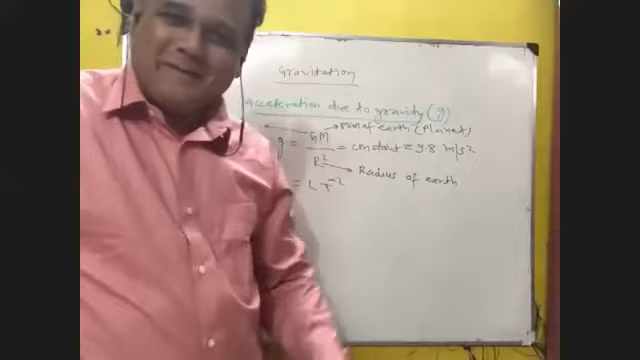 Gravitation
acceleration due to gravity (g)
g = GM/R² = constant = 9.8 m/s²
→ Mass of earth (Planet)
→ Radius of earth
= L T⁻²